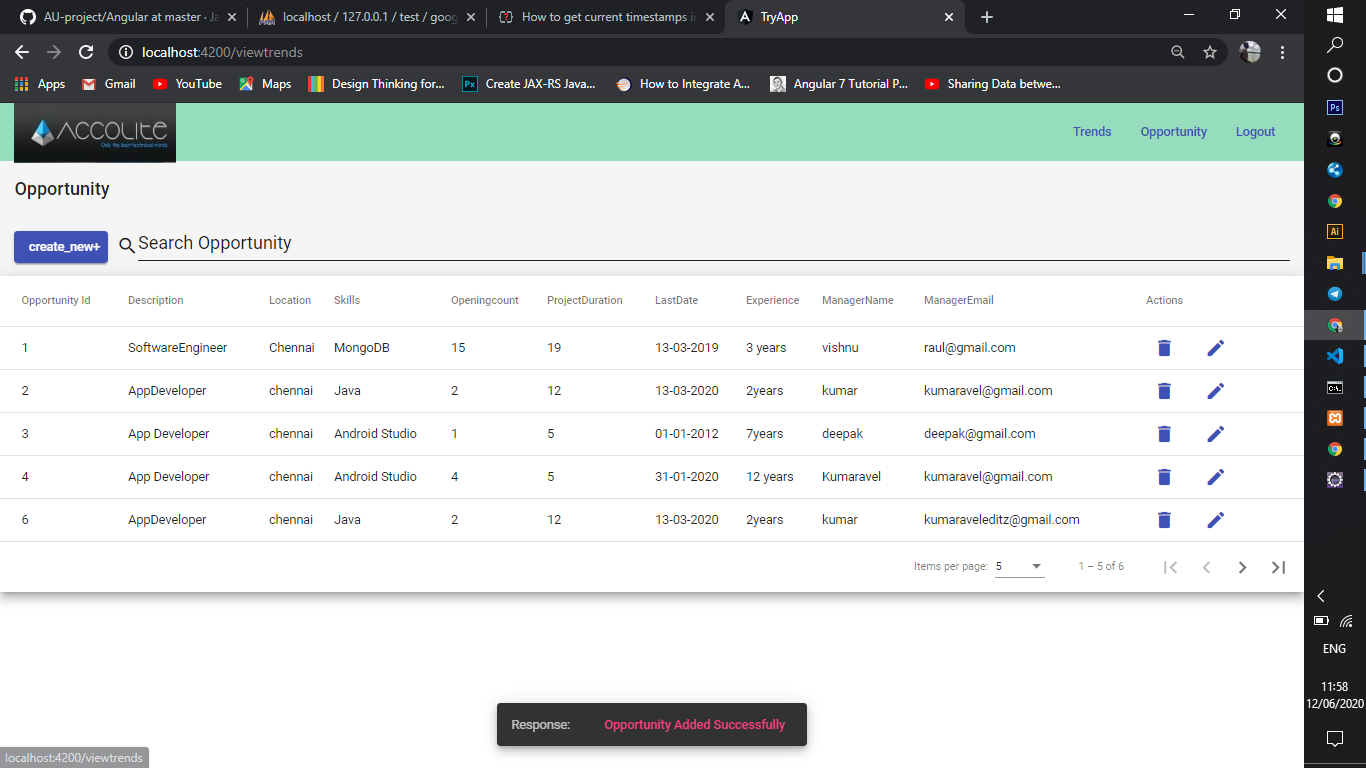 AU-project/Angular at master · Ja
localhost / 127.0.0.1 / test / goog
How to get current timestamps in
TryApp
localhost:4200/viewtrends
Apps Gmail YouTube Maps Design Thinking for... Px Create JAX-RS Java... How to Integrate A... Angular 7 Tutorial P... Sharing Data betwe...
ACCOLITE
Only the best technical minds
Trends Opportunity Logout
Opportunity
create_new+ Search Opportunity
Opportunity Id Description Location Skills Openingcount ProjectDuration LastDate Experience ManagerName ManagerEmail Actions
1 SoftwareEngineer Chennai MongoDB 15 19 13-03-2019 3 years vishnu raul@gmail.com
2 AppDeveloper chennai Java 2 12 13-03-2020 2years kumar kumaravel@gmail.com
3 App Developer chennai Android Studio 1 5 01-01-2012 7years deepak deepak@gmail.com
4 App Developer chennai Android Studio 4 5 31-01-2020 12 years Kumaravel kumaravel@gmail.com
6 AppDeveloper chennai Java 2 12 13-03-2020 2years kumar kumaraveleditz@gmail.com
Items per page: 5 1 – 5 of 6
Response: Opportunity Added Successfully
localhost:4200/viewtrends
Ps
Ai
C:\.
ENG
11:58
12/06/2020